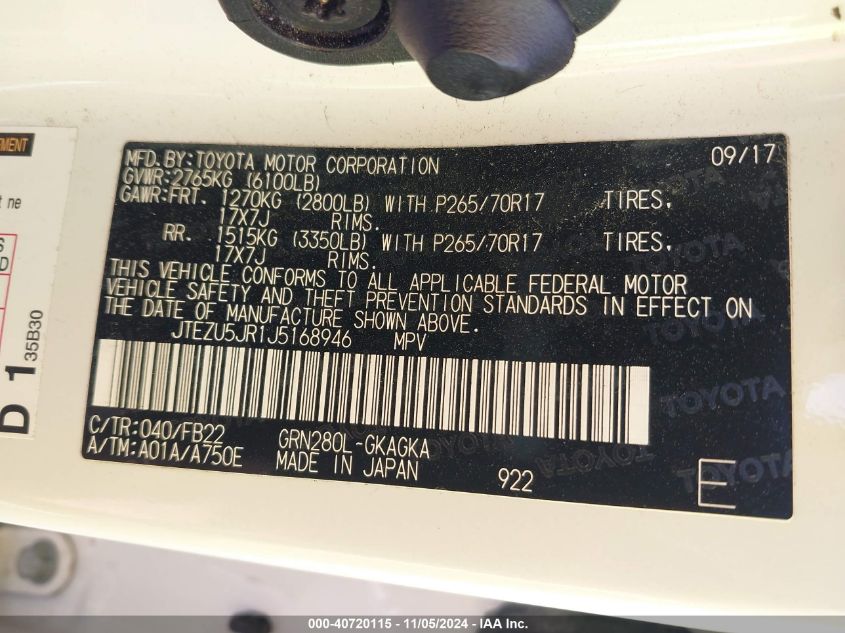 EMENT
t ne
S
D
D 1
35B30
MFD. BY: TOYOTA MOTOR CORPORATION 09/17
GVWR: 2765KG (6100LB)
GAWR: FRT. 1270KG (2800LB) WITH P265/70R17 TIRES,
17X7J RIMS.
RR. 1515KG (3350LB) WITH P265/70R17 TIRES,
17X7J RIMS.
THIS VEHICLE CONFORMS TO ALL APPLICABLE FEDERAL MOTOR
VEHICLE SAFETY AND THEFT PREVENTION STANDARDS IN EFFECT ON
THE DATE OF MANUFACTURE SHOWN ABOVE.
JTEZU5JR1J5168946 MPV
C/TR: 040/FB22 GRN280L-GKAGKA
A/TM: A01A/A750E MADE IN JAPAN 922 E
TOYOTA
000-40720115 - 11/05/2024 - IAA Inc.